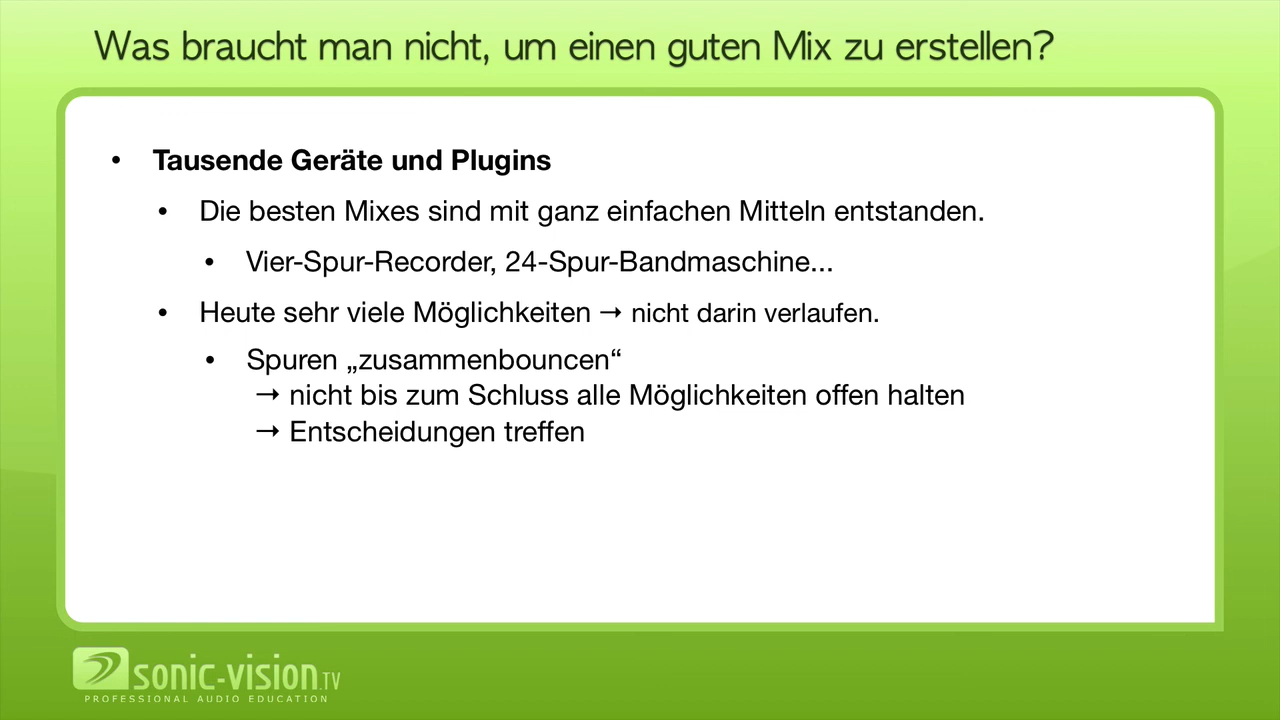 Was braucht man nicht, um einen guten Mix zu erstellen?
• Tausende Geräte und Plugins
• Die besten Mixes sind mit ganz einfachen Mitteln entstanden.
• Vier-Spur-Recorder, 24-Spur-Bandmaschine...
• Heute sehr viele Möglichkeiten → nicht darin verlaufen.
• Spuren „zusammenbouncen“
→ nicht bis zum Schluss alle Möglichkeiten offen halten
→ Entscheidungen treffen
sonic-vision.TV
PROFESSIONAL AUDIO EDUCATION